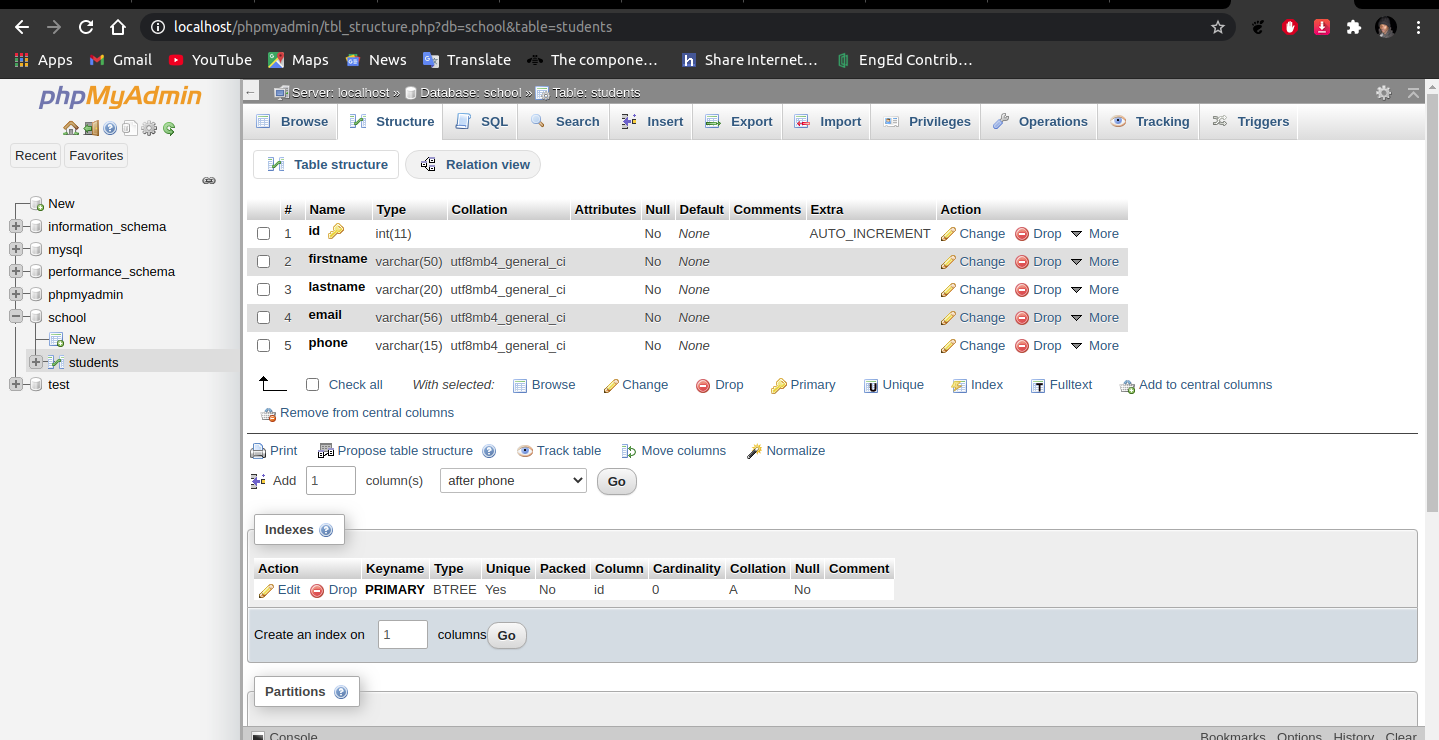 localhost/phpmyadmin/tbl_structure.php?db=school&table=students
Apps Gmail YouTube Maps News Translate The compone… Share Internet… EngEd Contrib…
phpMyAdmin
Recent Favorites
New
information_schema
mysql
performance_schema
phpmyadmin
school
New
students
test
Server: localhost » Database: school » Table: students
Browse Structure SQL Search Insert Export Import Privileges Operations Tracking Triggers
Table structure Relation view
# Name Type Collation Attributes Null Default Comments Extra Action
1 id int(11) No None AUTO_INCREMENT Change Drop More
2 firstname varchar(50) utf8mb4_general_ci No None Change Drop More
3 lastname varchar(20) utf8mb4_general_ci No None Change Drop More
4 email varchar(56) utf8mb4_general_ci No None Change Drop More
5 phone varchar(15) utf8mb4_general_ci No None Change Drop More
Check all With selected: Browse Change Drop Primary Unique Index Fulltext Add to central columns
Remove from central columns
Print Propose table structure Track table Move columns Normalize
Add 1 column(s) after phone Go
Indexes
Action Keyname Type Unique Packed Column Cardinality Collation Null Comment
Edit Drop PRIMARY BTREE Yes No id 0 A No
Create an index on 1 columns Go
Partitions
Console Bookmarks Options History Clear